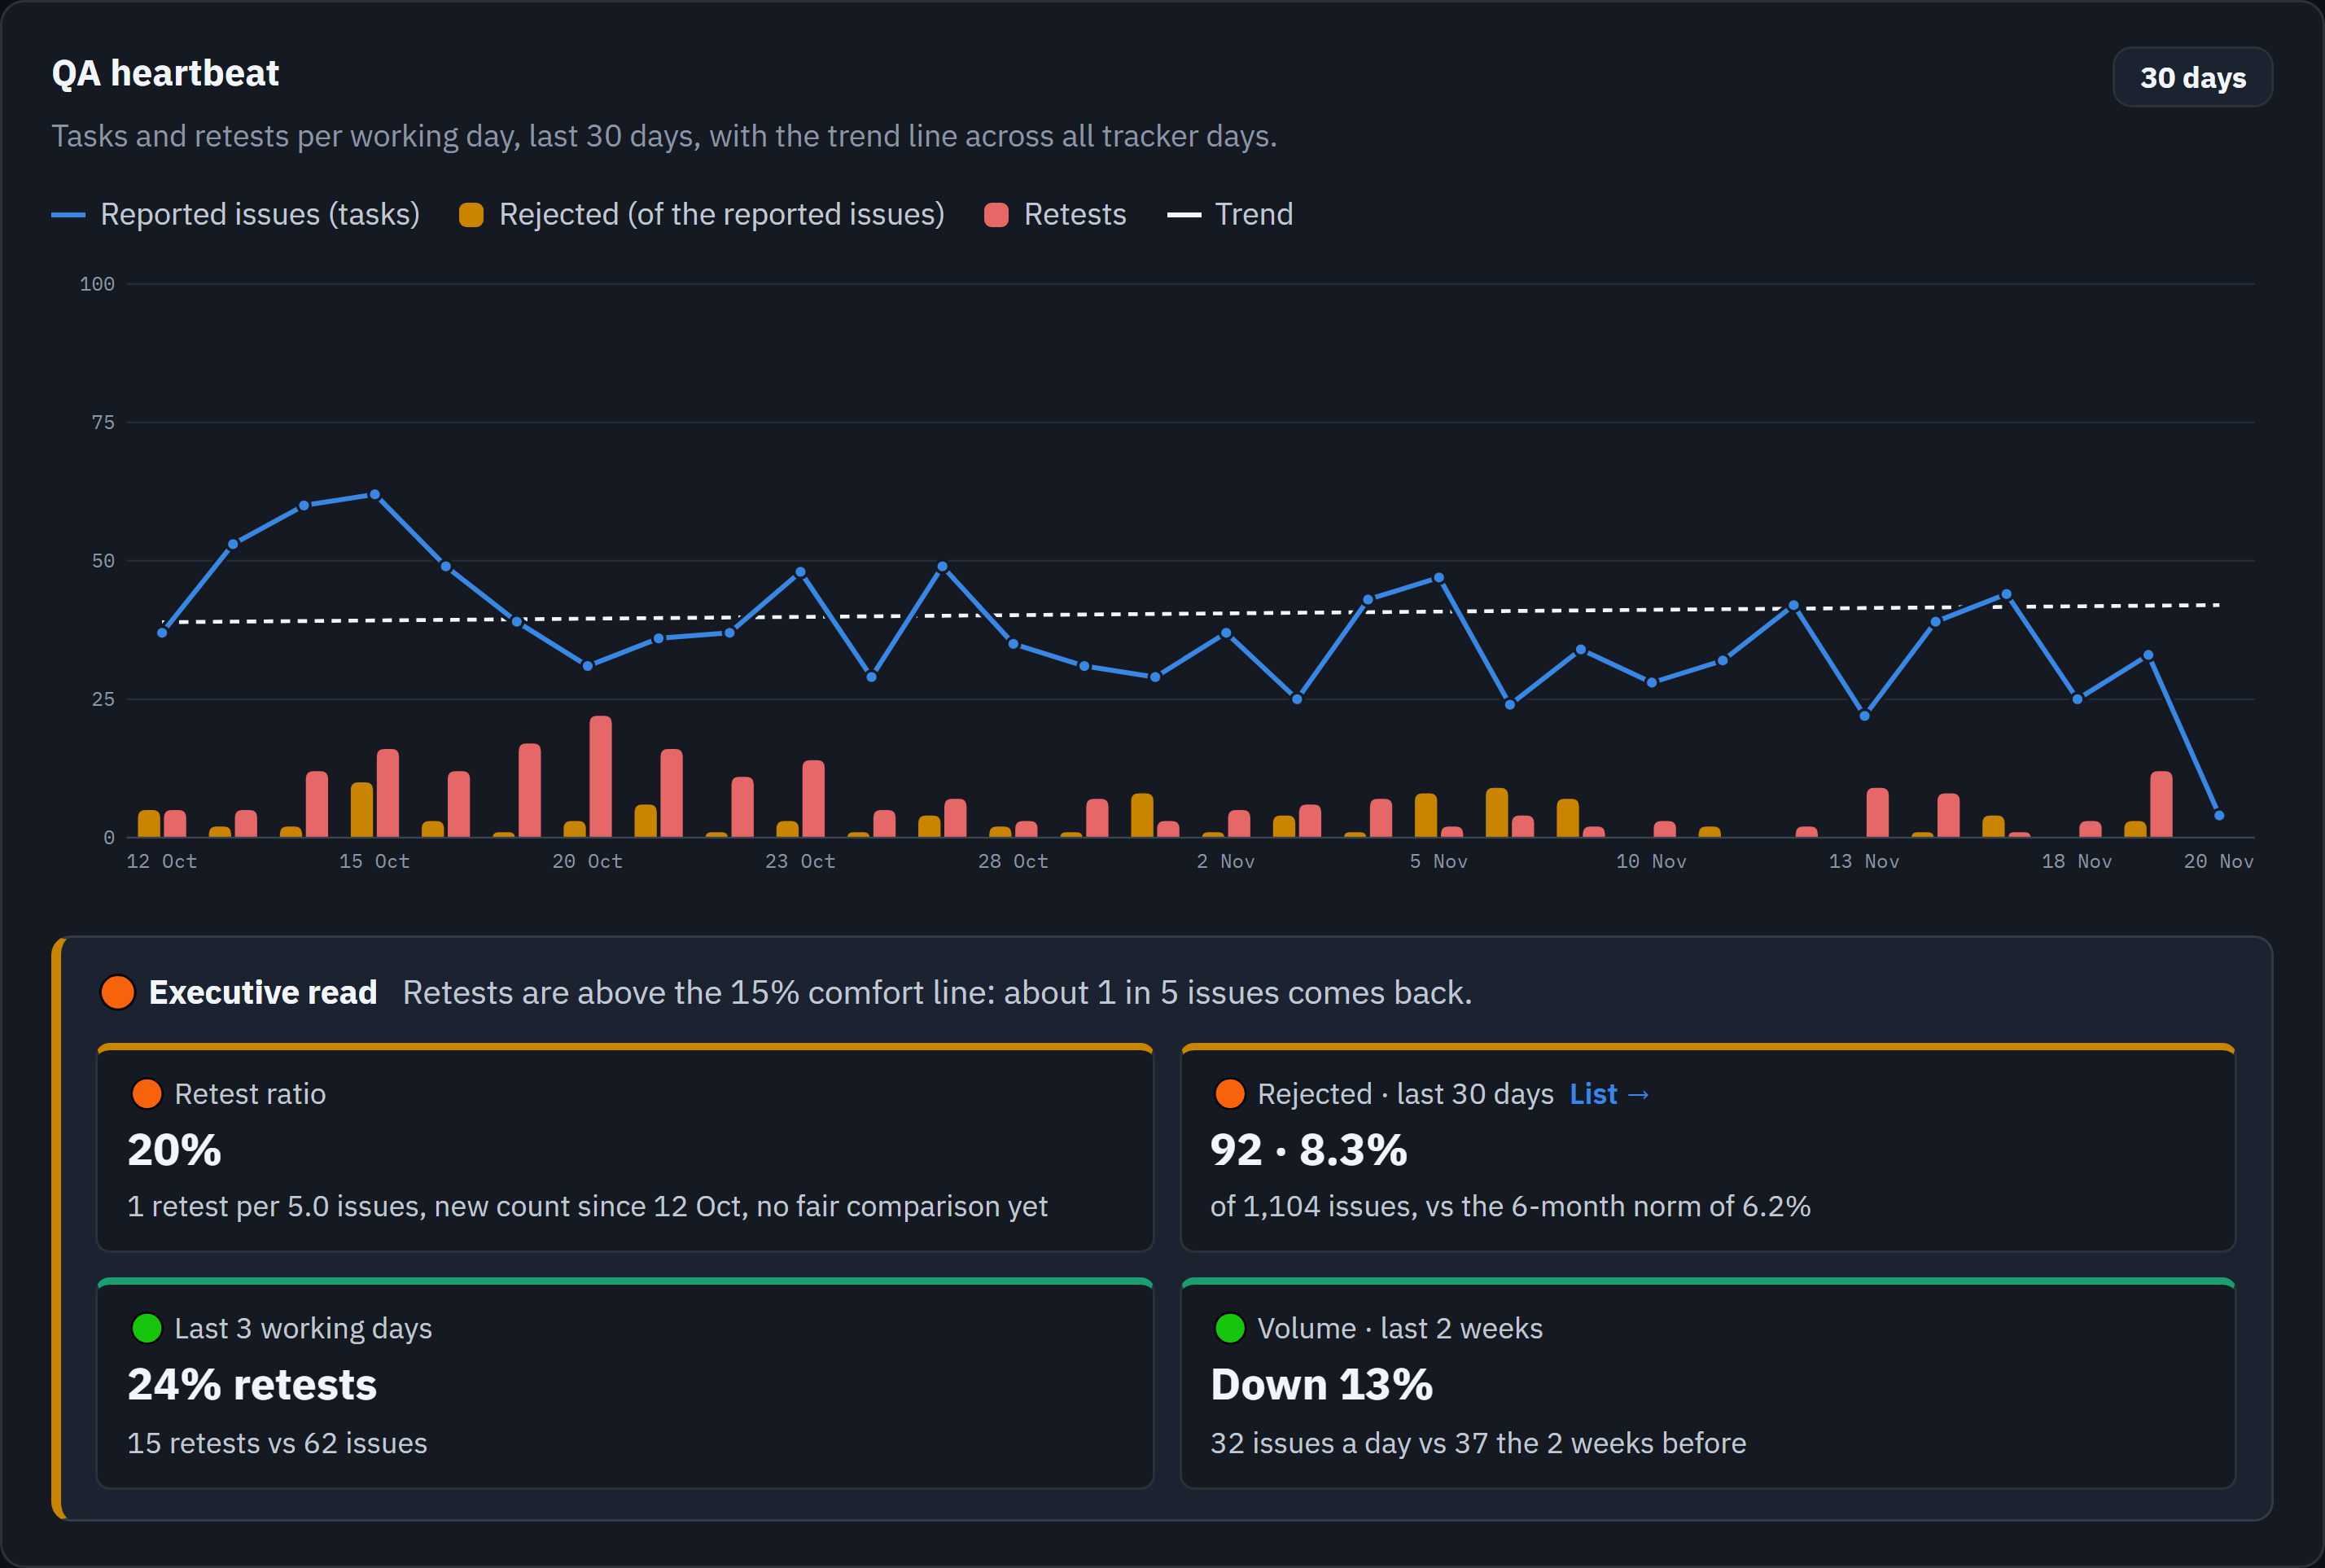 QA heartbeat
30 days
Tasks and retests per working day, last 30 days, with the trend line across all tracker days.
Reported issues (tasks) Rejected (of the reported issues) Retests Trend
100
75
50
25
0
12 Oct 15 Oct 20 Oct 23 Oct 28 Oct 2 Nov 5 Nov 10 Nov 13 Nov 18 Nov 20 Nov
Executive read Retests are above the 15% comfort line: about 1 in 5 issues comes back.
Retest ratio
20%
1 retest per 5.0 issues, new count since 12 Oct, no fair comparison yet
Rejected · last 30 days List →
92 · 8.3%
of 1,104 issues, vs the 6-month norm of 6.2%
Last 3 working days
24% retests
15 retests vs 62 issues
Volume · last 2 weeks
Down 13%
32 issues a day vs 37 the 2 weeks before